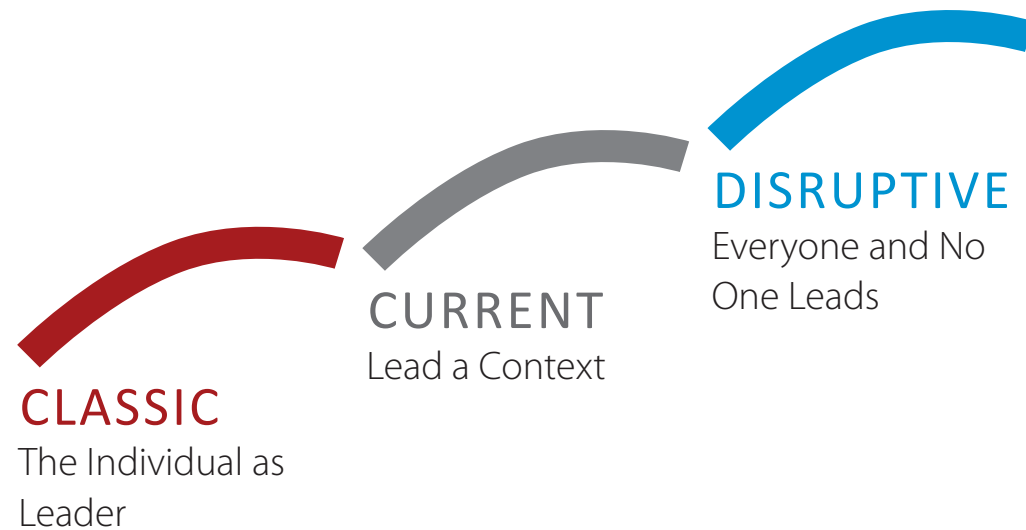 CLASSIC
The Individual as
Leader
CURRENT
Lead a Context
DISRUPTIVE
Everyone and No
One Leads